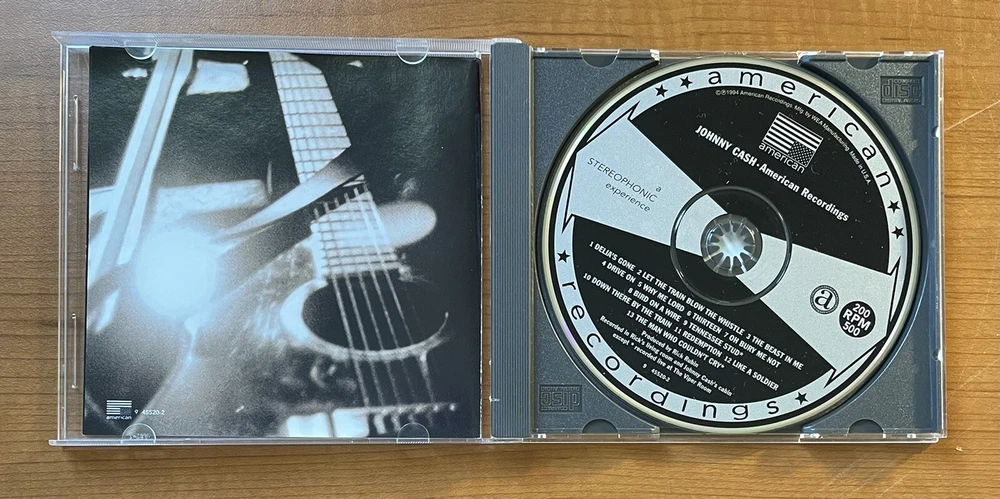 american
9 45520-2
american
©℗1994 American Recordings. Mfg. by WEA Manufacturing. Made in U.S.A.
american
JOHNNY CASH · American Recordings
STEREOPHONIC
a
experience
1 DELIA'S GONE 2 LET THE TRAIN BLOW THE WHISTLE 3 THE BEAST IN ME
4 DRIVE ON 5 WHY ME LORD 6 THIRTEEN 7 OH BURY ME NOT
8 BIRD ON A WIRE 9 TENNESSEE STUD*
10 DOWN THERE BY THE TRAIN 11 REDEMPTION 12 LIKE A SOLDIER
13 THE MAN WHO COULDN'T CRY*
Produced by Rick Rubin
Recorded in Rick's living room and Johnny Cash's cabin
except * recorded live at The Viper Room
9 45520-2
a
200
RPM
500
recordings
disc
disc